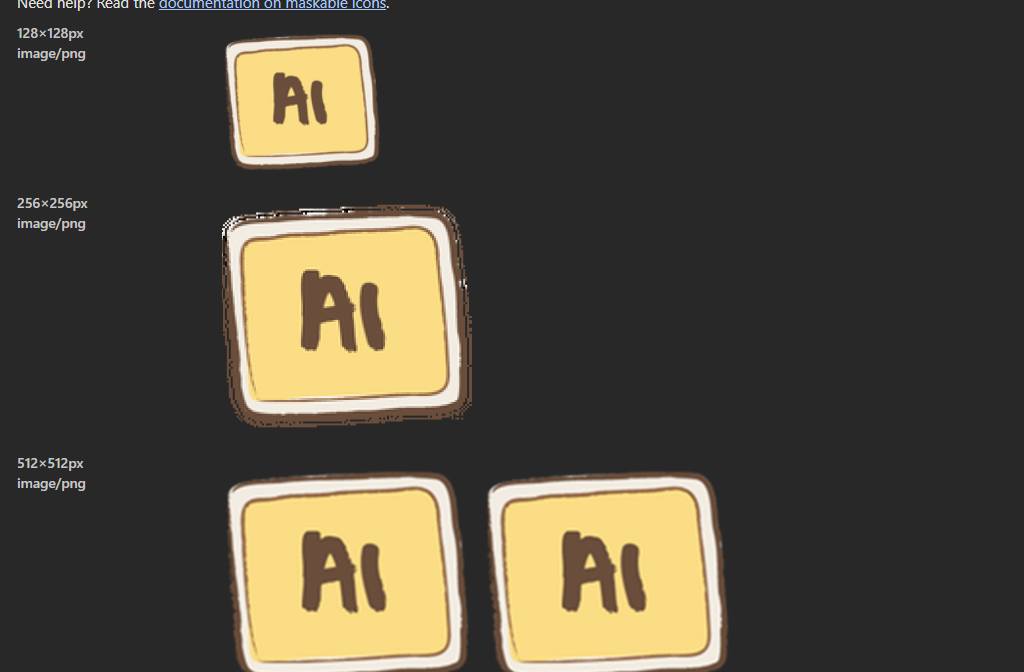 Need help? Read the documentation on maskable icons.
128×128px
image/png
AI
256×256px
image/png
AI
512×512px
image/png
AI
AI